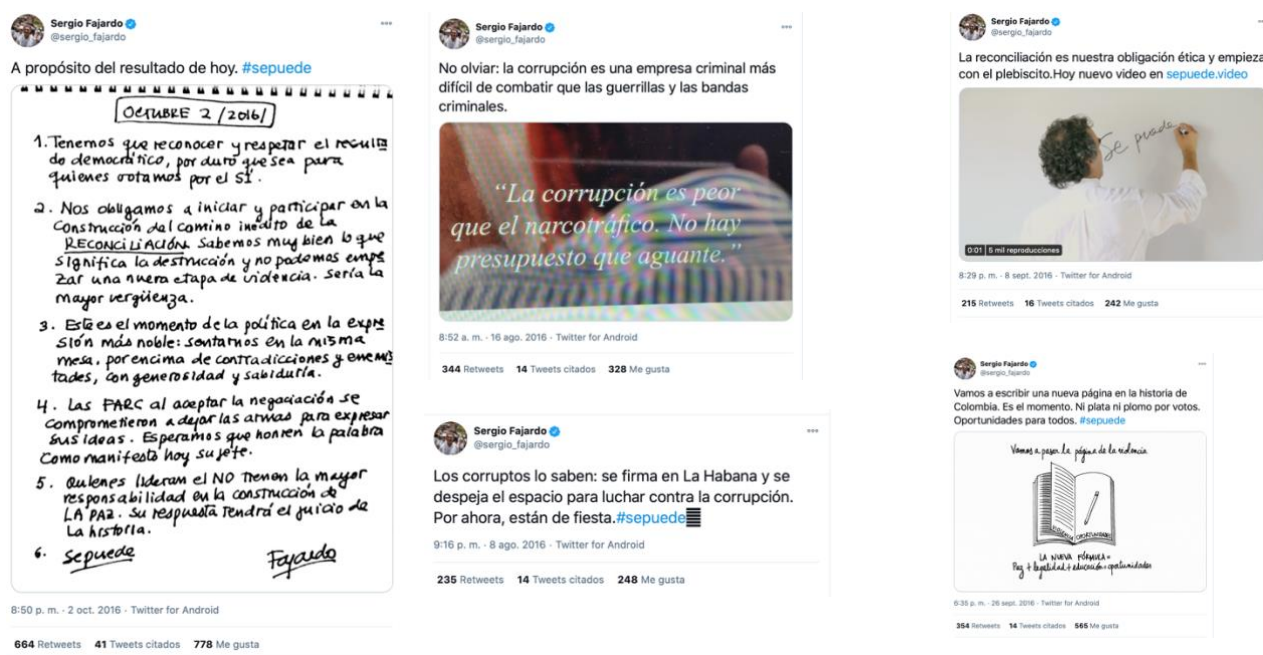 Sergio Fajardo
@sergio_fajardo
A propósito del resultado de hoy. #sepuede
OCTUBRE 2/2016/
1. Tenemos que reconocer y respetar el resulta
do democrático, por duro que sea para
quienes votamos por el SÍ.
2. Nos obligamos a iniciar y participar en la
Construcción del camino inédito de la
RECONCILIACIÓN. Sabemos muy bien lo que
significa la destrucción y no podemos empe
zar una nueva etapa de violencia. Sería la
mayor vergüenza.
3. Este es el momento de la política en la expre
sión más noble: sentarnos en la misma
mesa, por encima de contradicciones y enemis
tades, con generosidad y sabiduría.
4. Las FARC al aceptar la negociación se
comprometieron a dejar las armas para expresar
sus ideas. Esperamos que honren la palabra
como manifestó hoy su jefe.
5. Quienes lideran el NO tienen la mayor
responsabilidad en la construcción de
LA PAZ. Su respuesta tendrá el juicio de
La historia.
6. Sepuede Fajardo
8:50 p. m. · 2 oct. 2016 · Twitter for Android
664 Retweets 41 Tweets citados 778 Me gusta
Sergio Fajardo
@sergio_fajardo
No olviar: la corrupción es una empresa criminal más
difícil de combatir que las guerrillas y las bandas
criminales.
“La corrupción es peor
que el narcotráfico. No hay
presupuesto que aguante.”
8:52 a. m. · 16 ago. 2016 · Twitter for Android
344 Retweets 14 Tweets citados 328 Me gusta
Sergio Fajardo
@sergio_fajardo
Los corruptos lo saben: se firma en La Habana y se
despeja el espacio para luchar contra la corrupción.
Por ahora, están de fiesta.#sepuede
9:16 p. m. · 8 ago. 2016 · Twitter for Android
235 Retweets 14 Tweets citados 248 Me gusta
Sergio Fajardo
@sergio_fajardo
La reconciliación es nuestra obligación ética y empieza
con el plebiscito.Hoy nuevo video en sepuede.video
Se puede
0:01 5 mil reproducciones
8:29 p. m. · 8 sept. 2016 · Twitter for Android
215 Retweets 16 Tweets citados 242 Me gusta
Sergio Fajardo
@sergio_fajardo
Vamos a escribir una nueva página en la historia de
Colombia. Es el momento. Ni plata ni plomo por votos.
Oportunidades para todos. #sepuede
Vamos a pasar la página de la violencia
OPORTUNIDADES
LA NUEVA FÓRMULA=
Paz + legalidad + educación = oportunidades
6:35 p. m. · 26 sept. 2016 · Twitter for Android
354 Retweets 14 Tweets citados 565 Me gusta